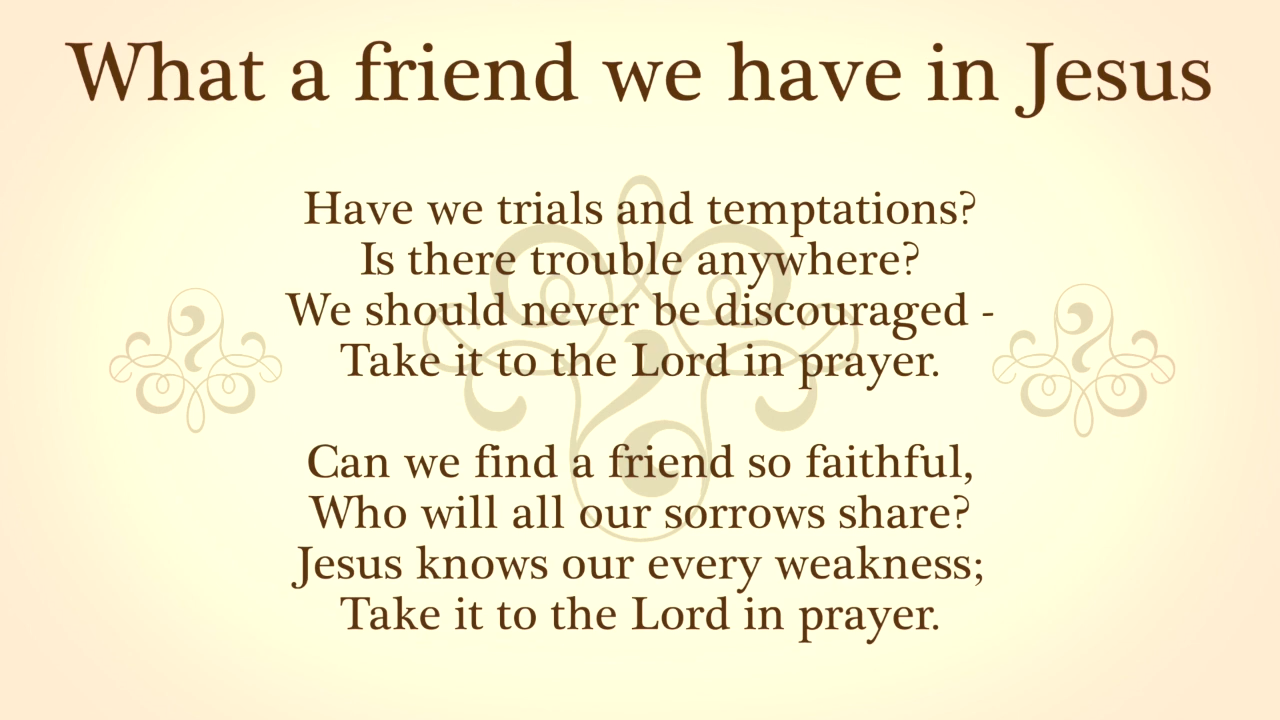 What a friend we have in Jesus
Have we trials and temptations?
Is there trouble anywhere?
We should never be discouraged -
Take it to the Lord in prayer.
Can we find a friend so faithful,
Who will all our sorrows share?
Jesus knows our every weakness;
Take it to the Lord in prayer.